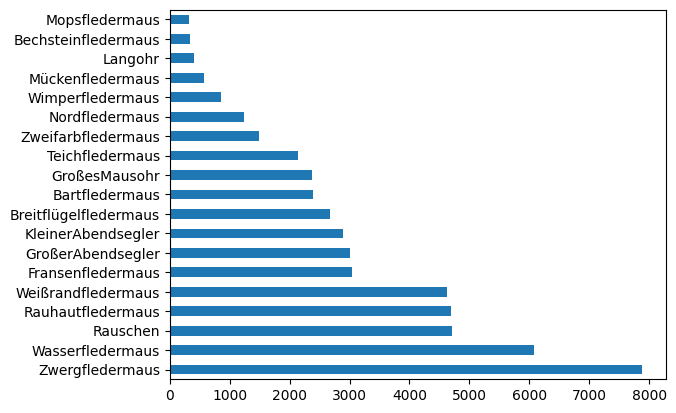 Mopsfledermaus
Bechsteinfledermaus
Langohr
Mückenfledermaus
Wimperfledermaus
Nordfledermaus
Zweifarbfledermaus
Teichfledermaus
GroßesMausohr
Bartfledermaus
Breitflügelfledermaus
KleinerAbendsegler
GroßerAbendsegler
Fransenfledermaus
Weißrandfledermaus
Rauhautfledermaus
Rauschen
Wasserfledermaus
Zwergfledermaus
0 1000 2000 3000 4000 5000 6000 7000 8000